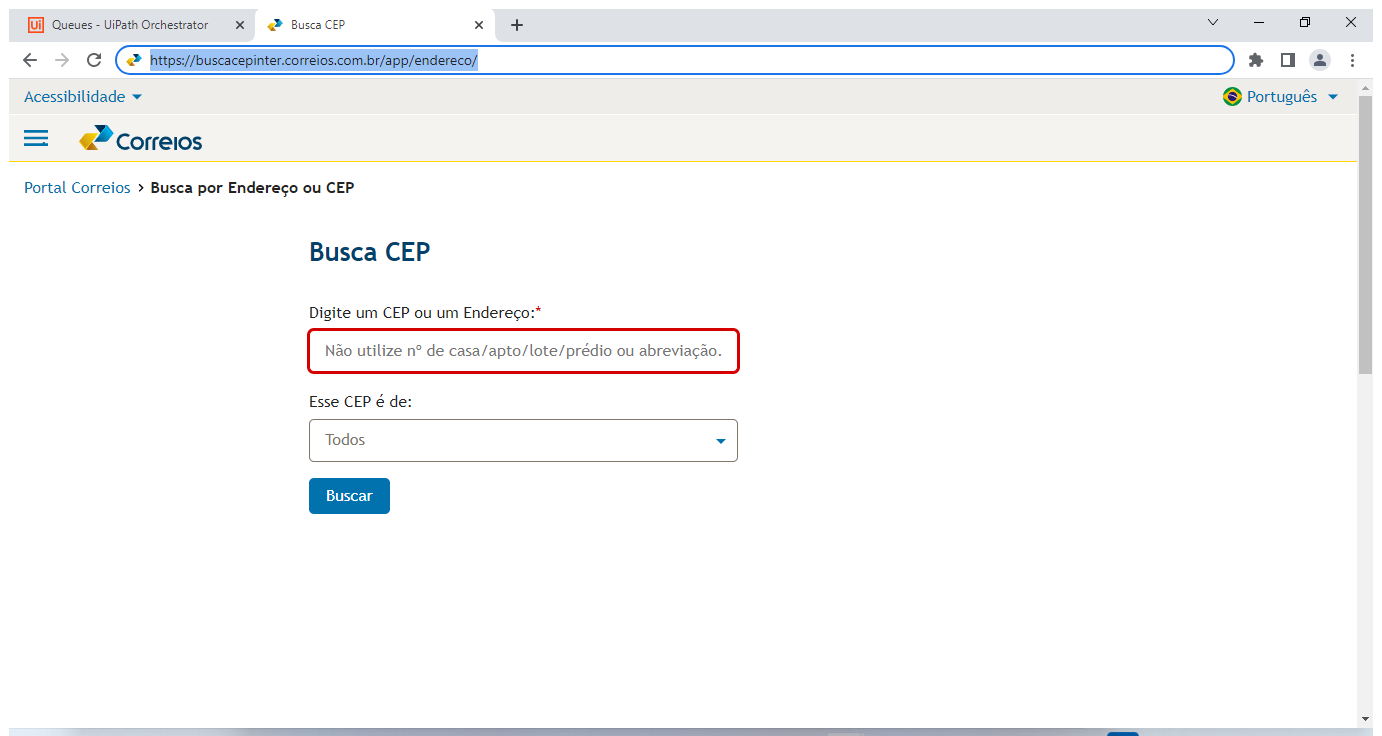 Ui Queues - UiPath Orchestrator
Busca CEP
https://buscacepinter.correios.com.br/app/endereco/
Acessibilidade
Português
Correios
Portal Correios > Busca por Endereço ou CEP
Busca CEP
Digite um CEP ou um Endereço:*
Não utilize nº de casa/apto/lote/prédio ou abreviação.
Esse CEP é de:
Todos
Buscar